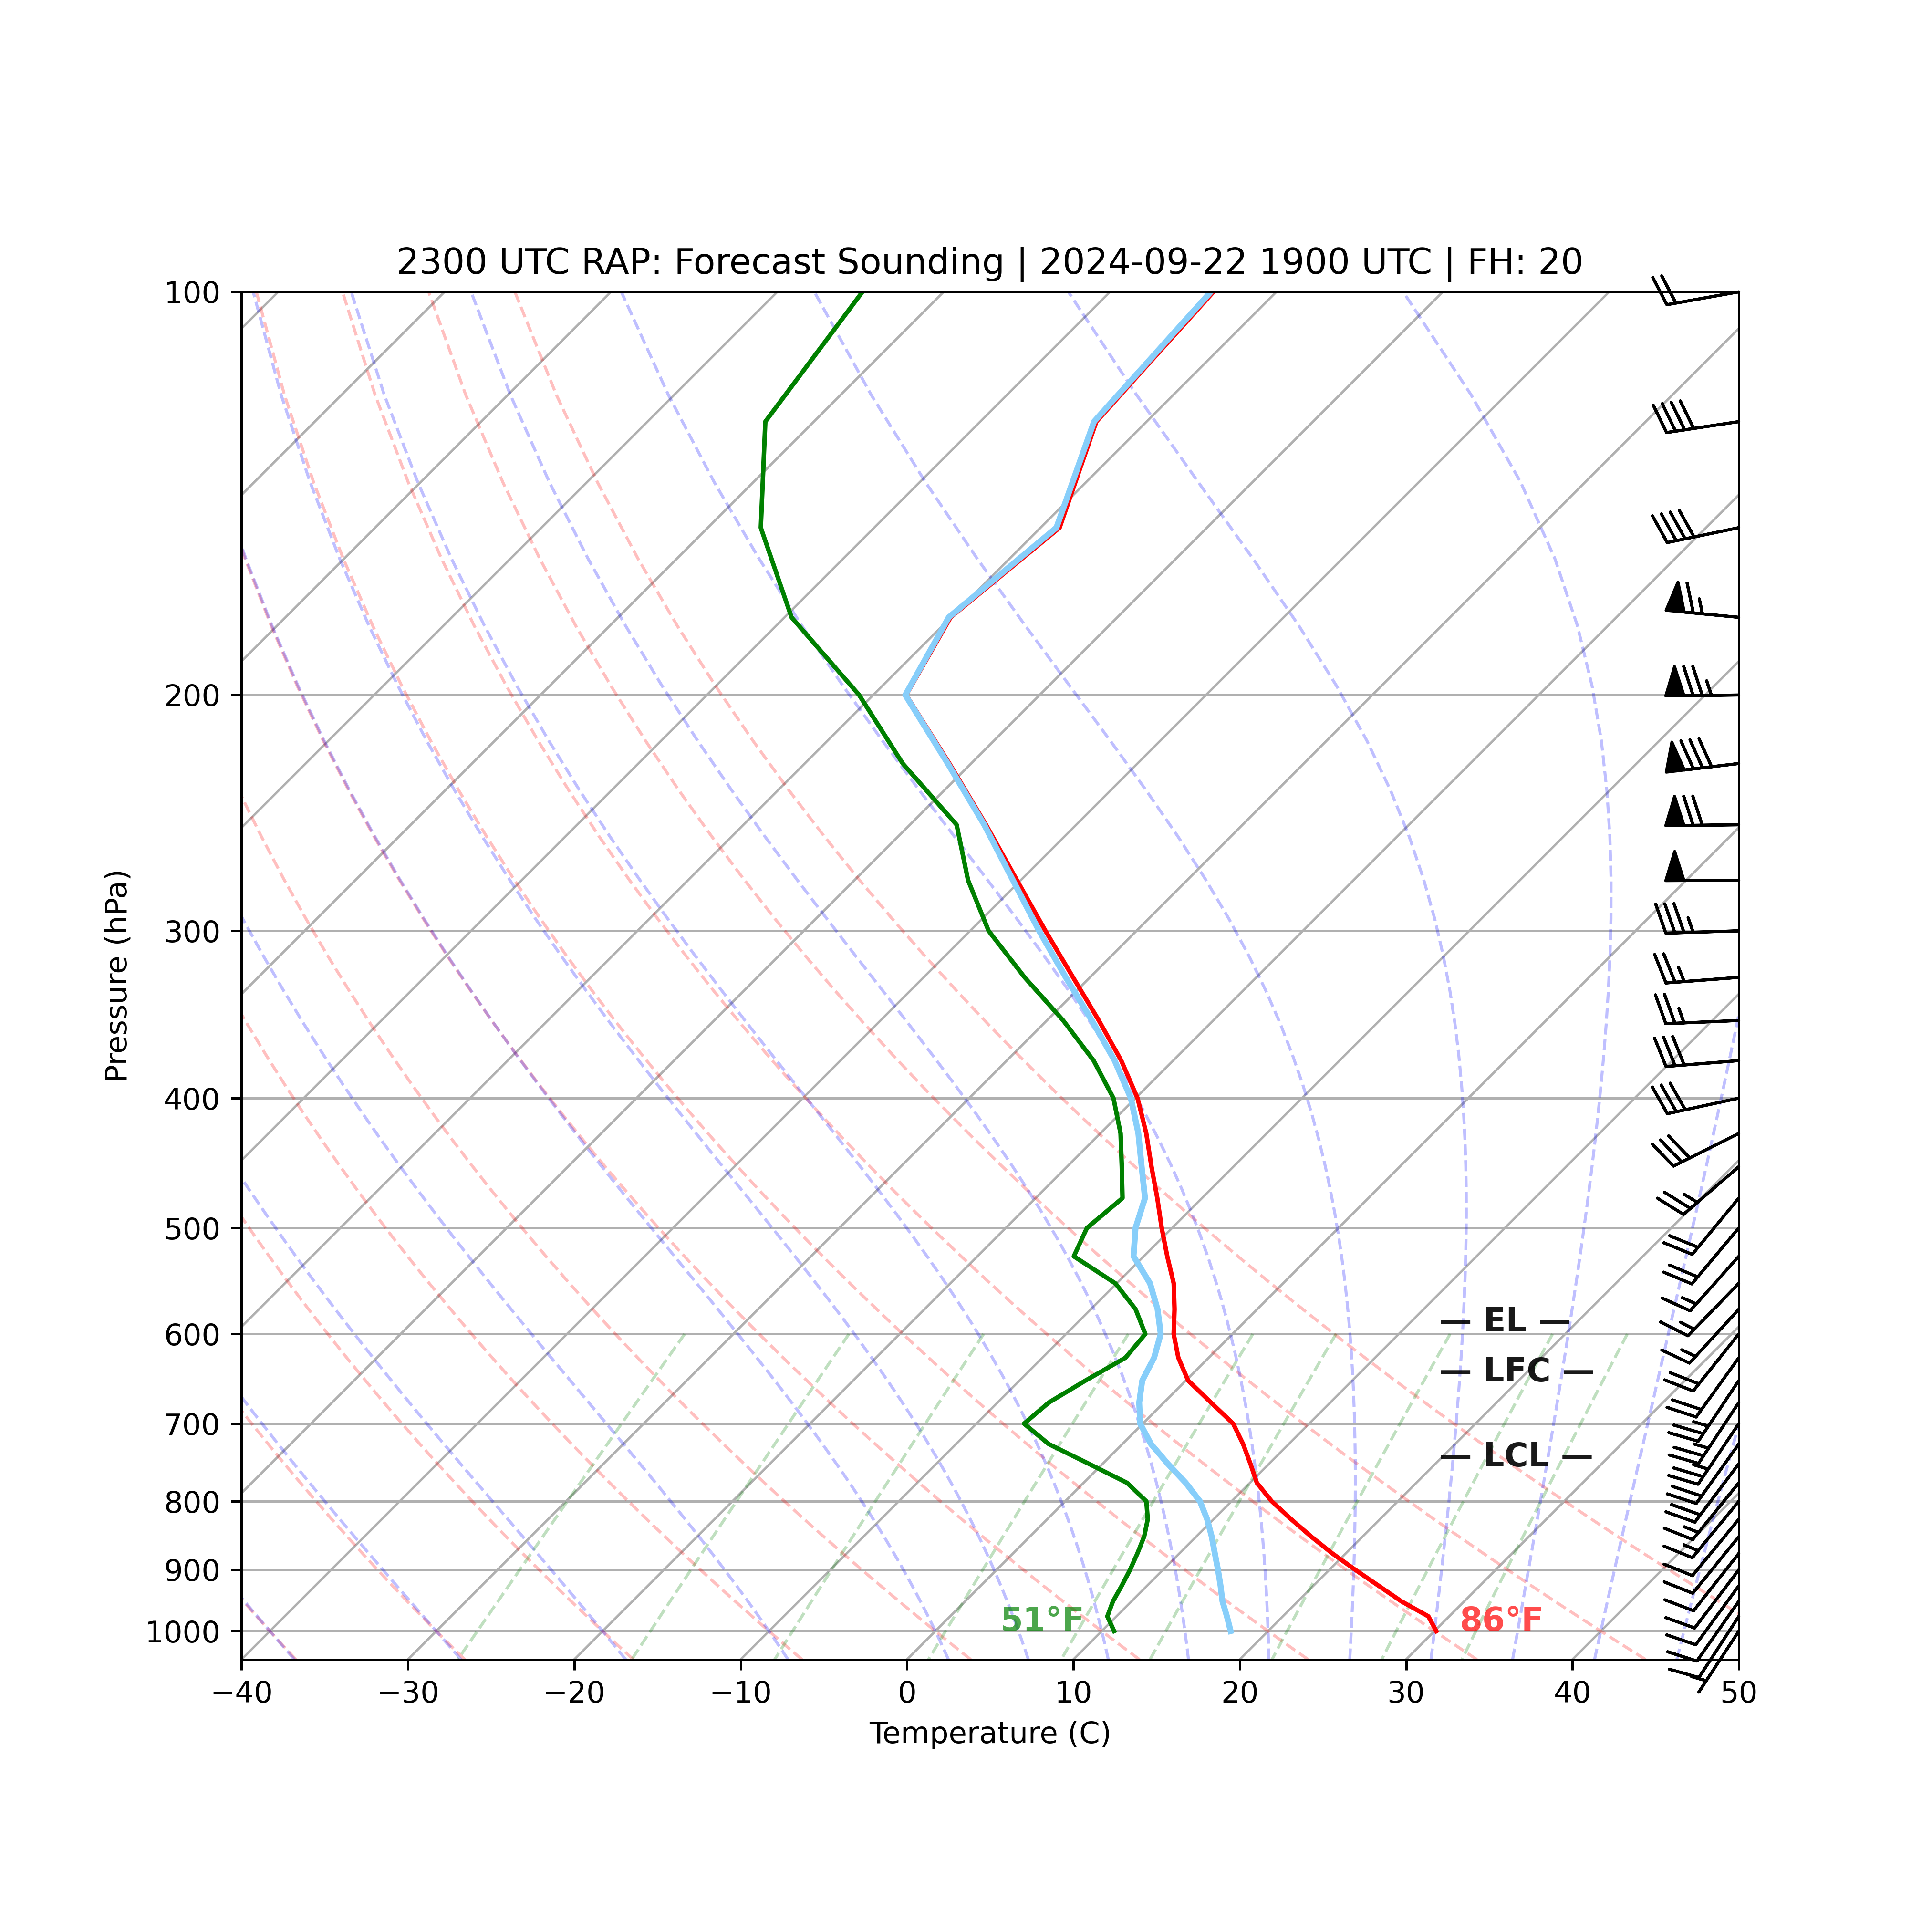 2300 UTC RAP: Forecast Sounding | 2024-09-22 1900 UTC | FH: 20
100
200
300
400
500
600
700
800
900
1000
Pressure (hPa)
— EL —
— LFC —
— LCL —
51°F
86°F
−40 −30 −20 −10 0 10 20 30 40 50
Temperature (C)